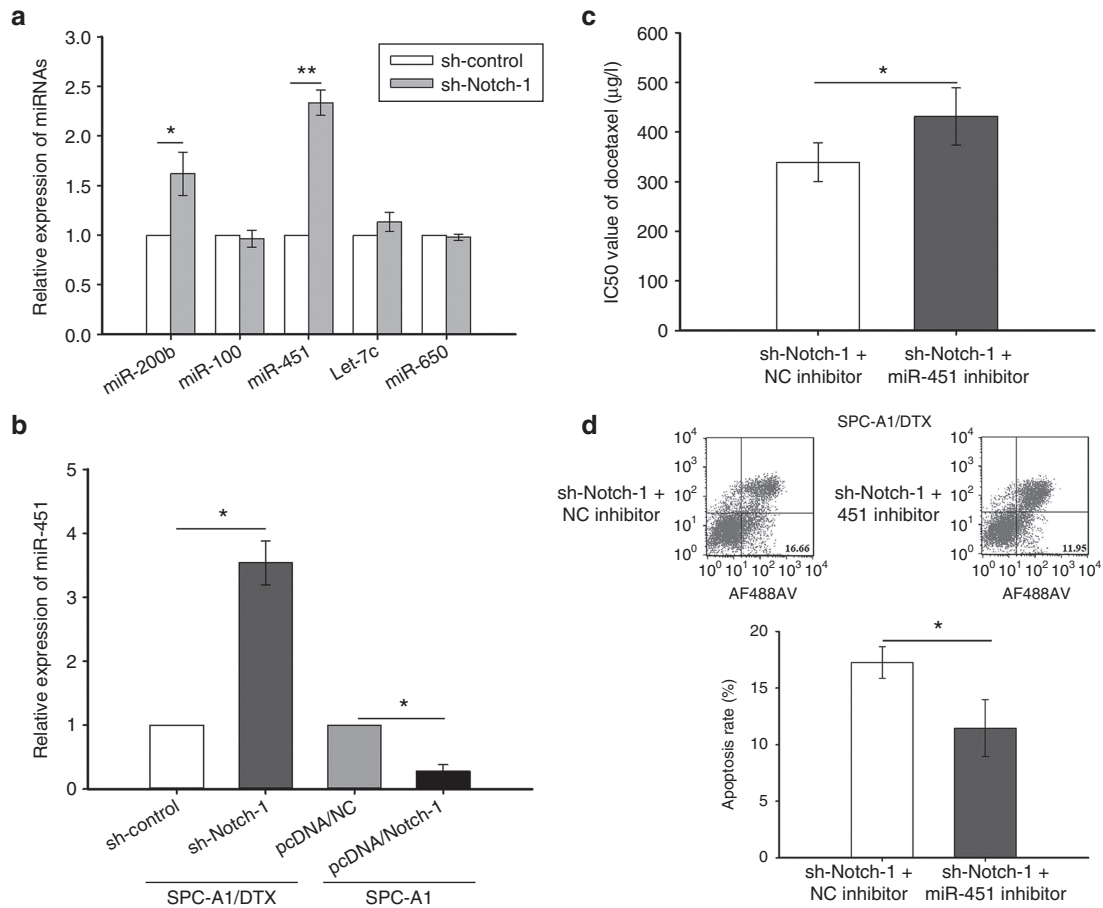 a
3.0
2.5
2.0
1.5
1.0
0.5
0.0
Relative expression of miRNAs
sh-control
sh-Notch-1
*
**
miR-200b
miR-100
miR-451
Let-7c
miR-650
b
5
4
3
2
1
0
Relative expression of miR-451
*
*
sh-control
sh-Notch-1
pcDNA/NC
pcDNA/Notch-1
SPC-A1/DTX
SPC-A1
c
600
500
400
300
200
100
0
IC50 value of docetaxel (µg/l)
*
sh-Notch-1 +
NC inhibitor
sh-Notch-1 +
miR-451 inhibitor
d
SPC-A1/DTX
sh-Notch-1 +
NC inhibitor
10⁴
10³
10²
10¹
10⁰
16.66
10⁰ 10¹ 10² 10³ 10⁴
AF488AV
sh-Notch-1 +
451 inhibitor
10⁴
10³
10²
10¹
10⁰
11.95
10⁰ 10¹ 10² 10³ 10⁴
AF488AV
20
15
10
5
0
Apoptosis rate (%)
*
sh-Notch-1 +
NC inhibitor
sh-Notch-1 +
miR-451 inhibitor